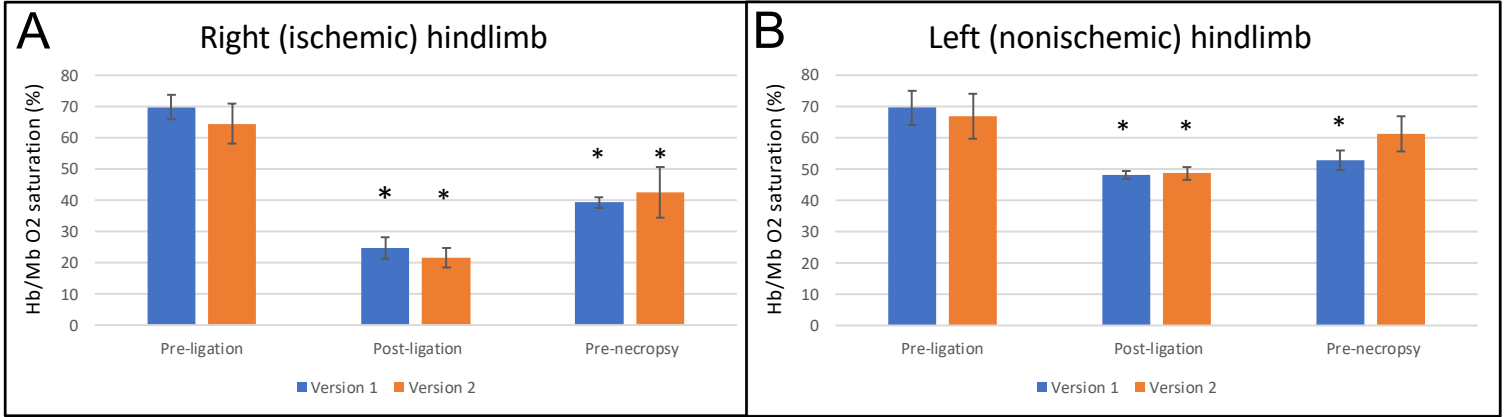 A
Right (ischemic) hindlimb
Hb/Mb O2 saturation (%)
80
70
60
50
40
30
20
10
0
* * * *
Pre-ligation Post-ligation Pre-necropsy
Version 1 Version 2
B
Left (nonischemic) hindlimb
Hb/Mb O2 saturation (%)
80
70
60
50
40
30
20
10
0
* * *
Pre-ligation Post-ligation Pre-necropsy
Version 1 Version 2